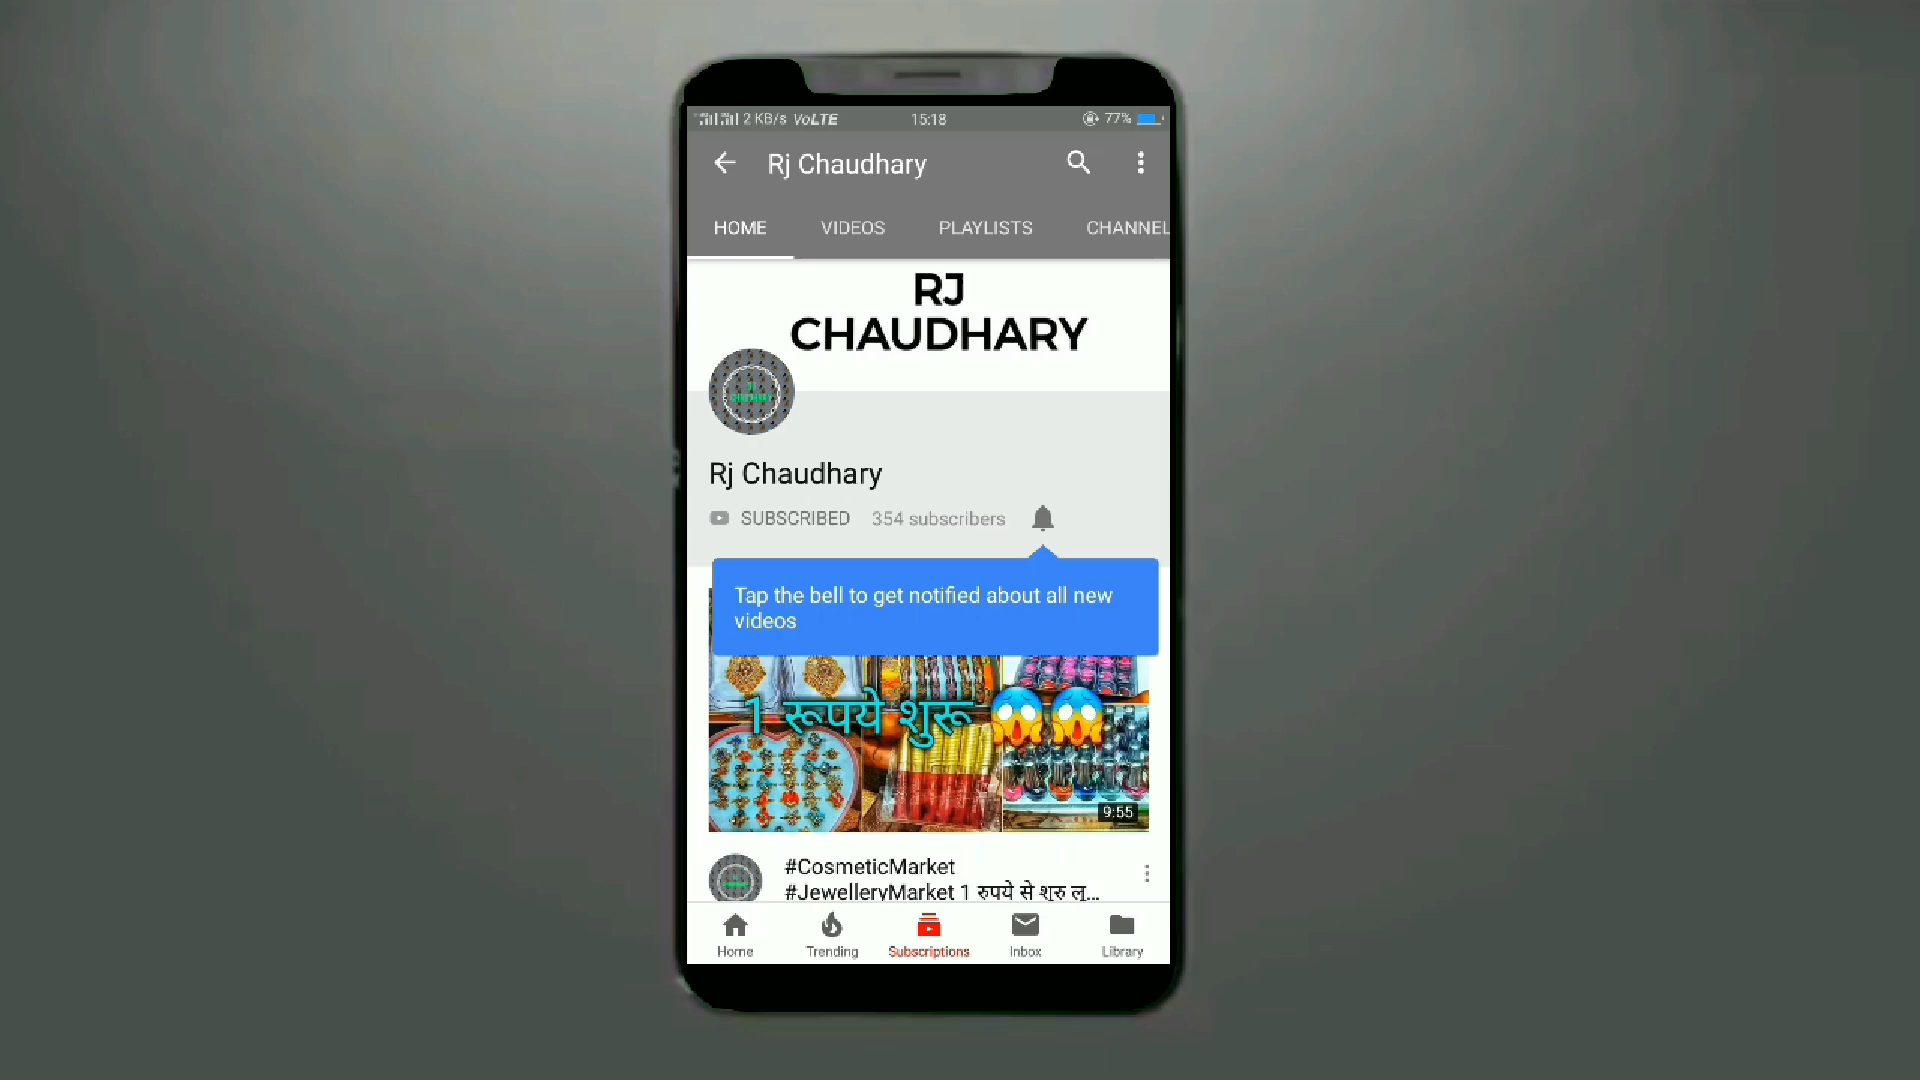 2 KB/s VoLTE 15:18 77%
Rj Chaudhary
HOME VIDEOS PLAYLISTS CHANNEL
RJ
CHAUDHARY
Rj Chaudhary
SUBSCRIBED 354 subscribers
Tap the bell to get notified about all new
videos
1 रूपये शुरू
9:55
#CosmeticMarket
#JewelleryMarket 1 रुपये से शुरु लू...
Home Trending Subscriptions Inbox Library